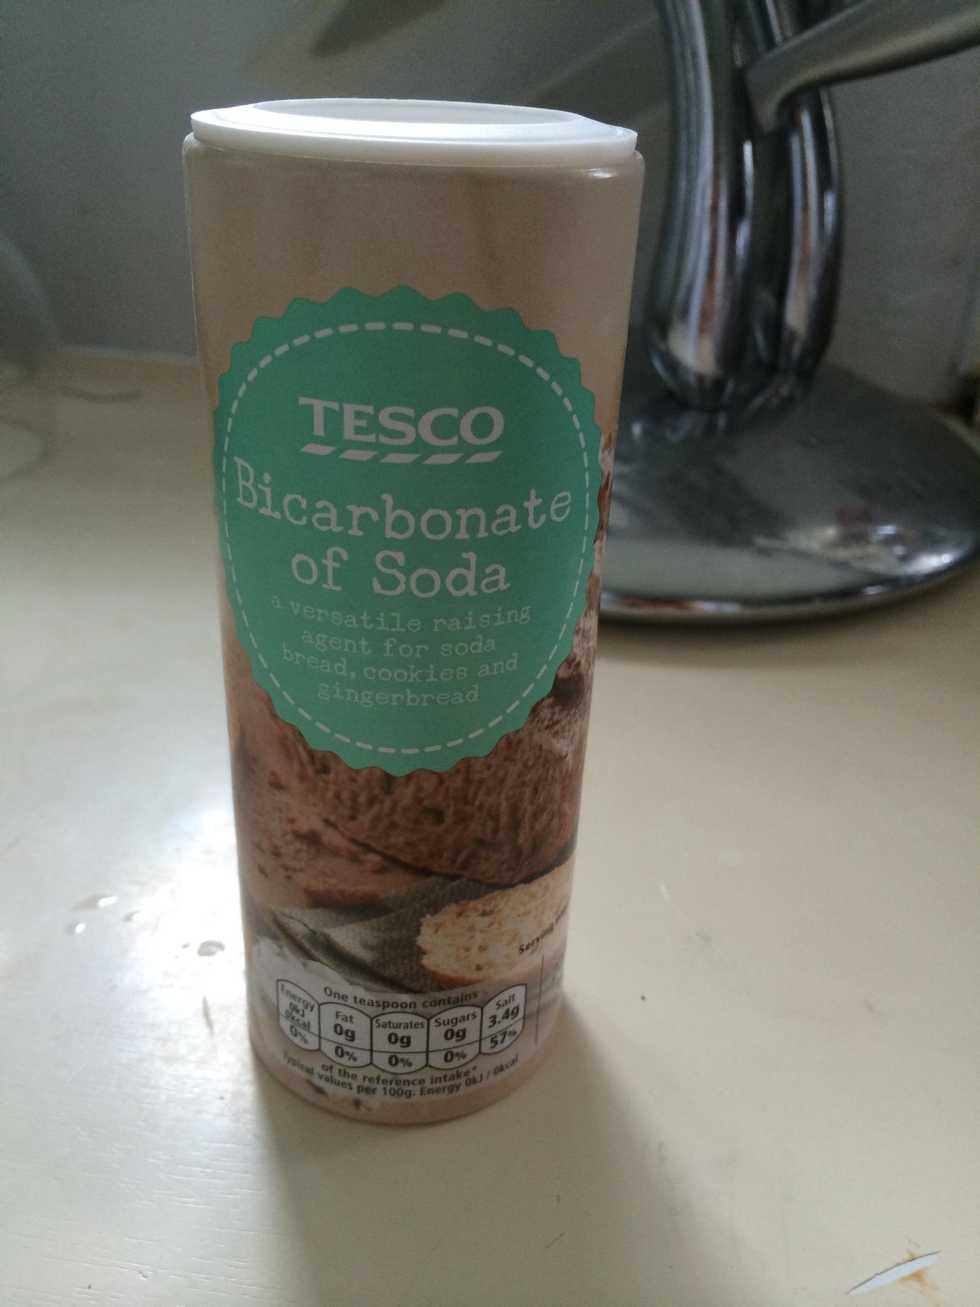 TESCO
Bicarbonate
of Soda
a versatile raising
agent for soda
bread, cookies and
gingerbread
Serving
One teaspoon contains
Energy
0kJ
0kcal
0%
Fat
0g
0%
Saturates
0g
0%
Sugars
0g
0%
Salt
3.4g
57%
of the reference intake*
Typical values per 100g: Energy 0kJ / 0kcal